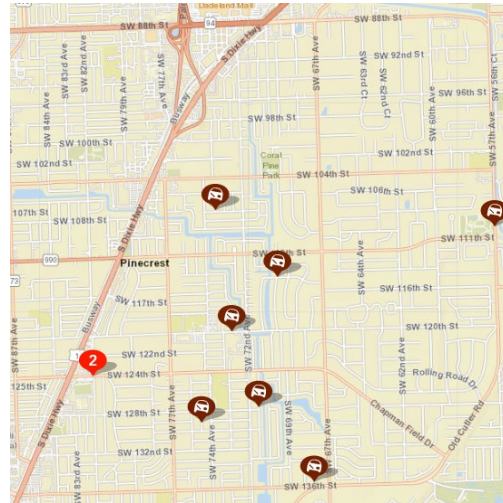 Dadeland Mall
94
SW 88th St
SW 88th St
S Dixie Hwy
SW 83rd Ave
SW 82nd Ave
SW 79th Ave
SW 77th Ave
Busway
SW 67th Ave
SW 92nd St
SW 63rd Ct
SW 62nd Ct
SW 60th Ave
SW 56th Ct
SW 57th Ave
SW 96th St
SW 84th Ave
SW 98th St
SW 100th St
SW 102nd St
SW 102nd St
Coral
Pine
Park
SW 104th St
SW 106th St
107th St
SW 108th St
S Dixie Hwy
SW 111th St
990
Pinecrest
SW 64th Ave
SW 116th St
SW 117th St
Busway
SW 87th Ave
SW 72nd Ave
SW 120th St
2
SW 122nd St
SW 124th St
125th St
SW 62nd Ave
Rolling Road Dr
S Dixie Hwy
SW 128th St
SW 77th Ave
SW 74th Ave
SW 69th Ave
SW 67th Ave
Chapman Field Dr
Old Cutler Rd
SW 132nd St
SW 83rd Ave
SW 136th St